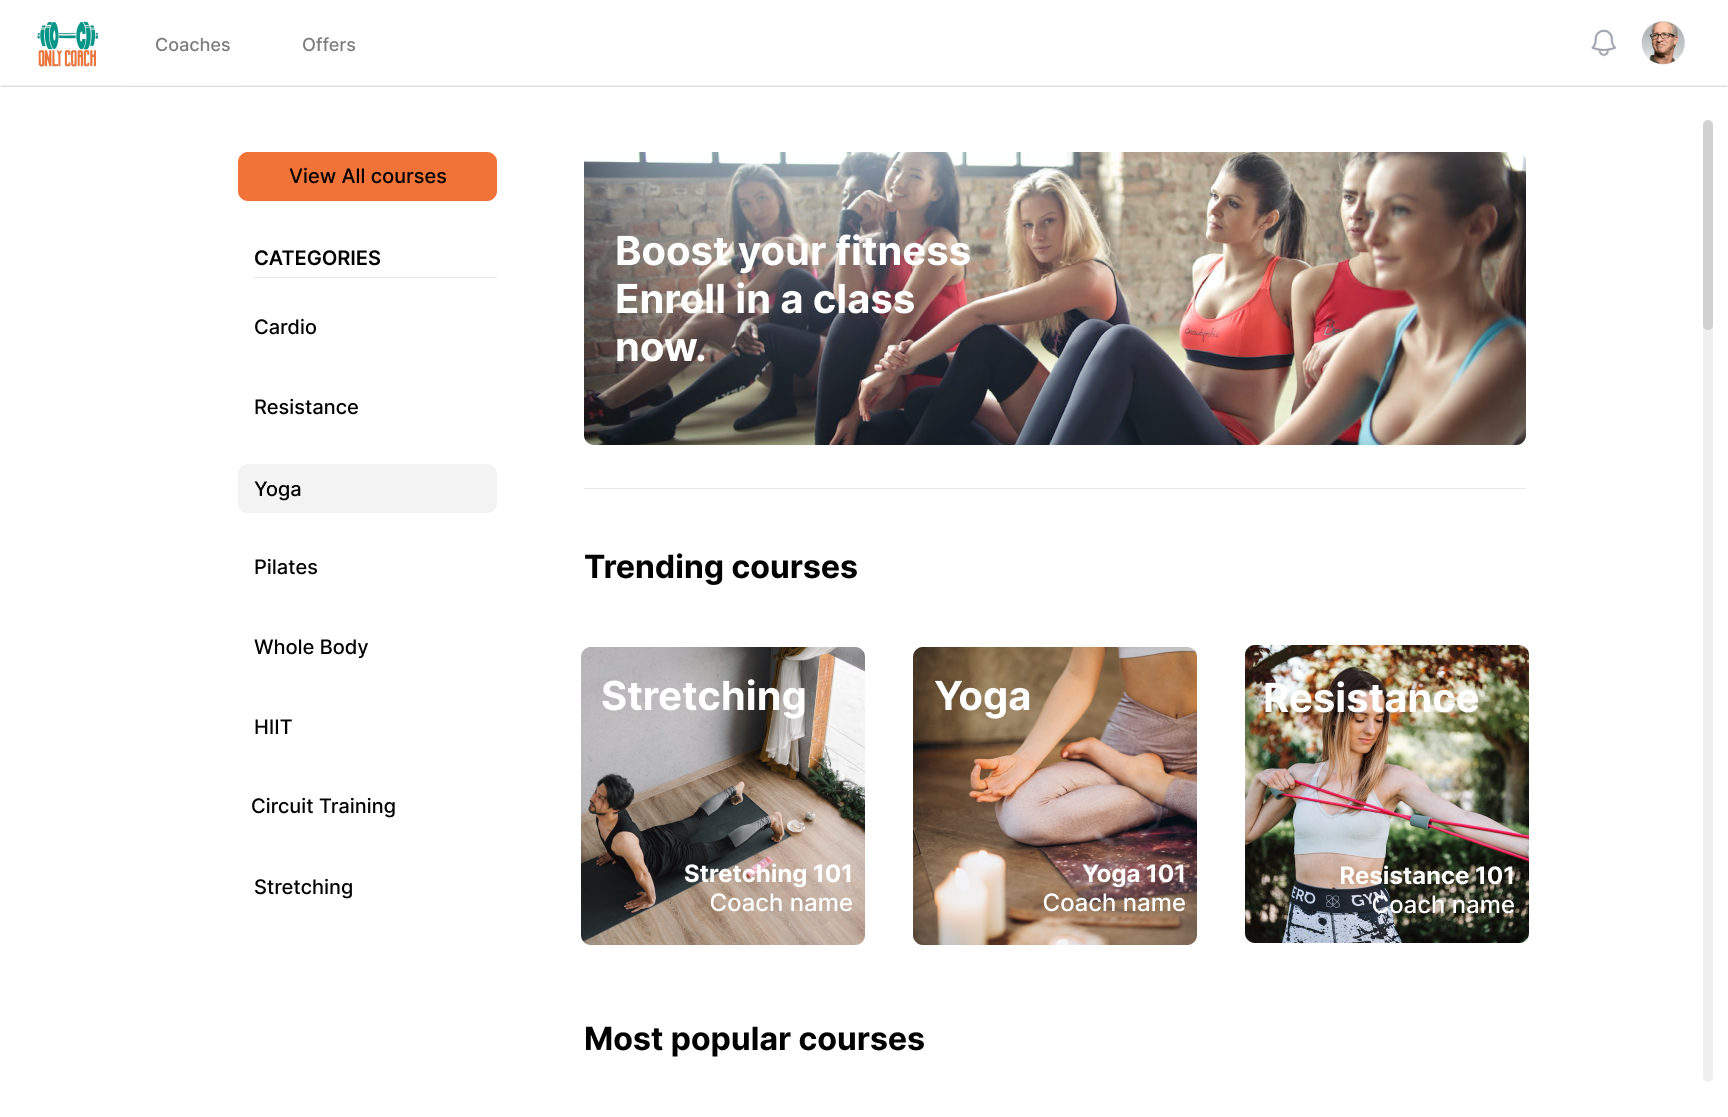 ONLY COACH
Coaches
Offers
View All courses
CATEGORIES
Cardio
Resistance
Yoga
Pilates
Whole Body
HIIT
Circuit Training
Stretching
Boost your fitness
Enroll in a class
now.
Trending courses
Stretching
Stretching 101
Coach name
Yoga
Yoga 101
Coach name
Resistance
Resistance 101
Coach name
GYM
Most popular courses